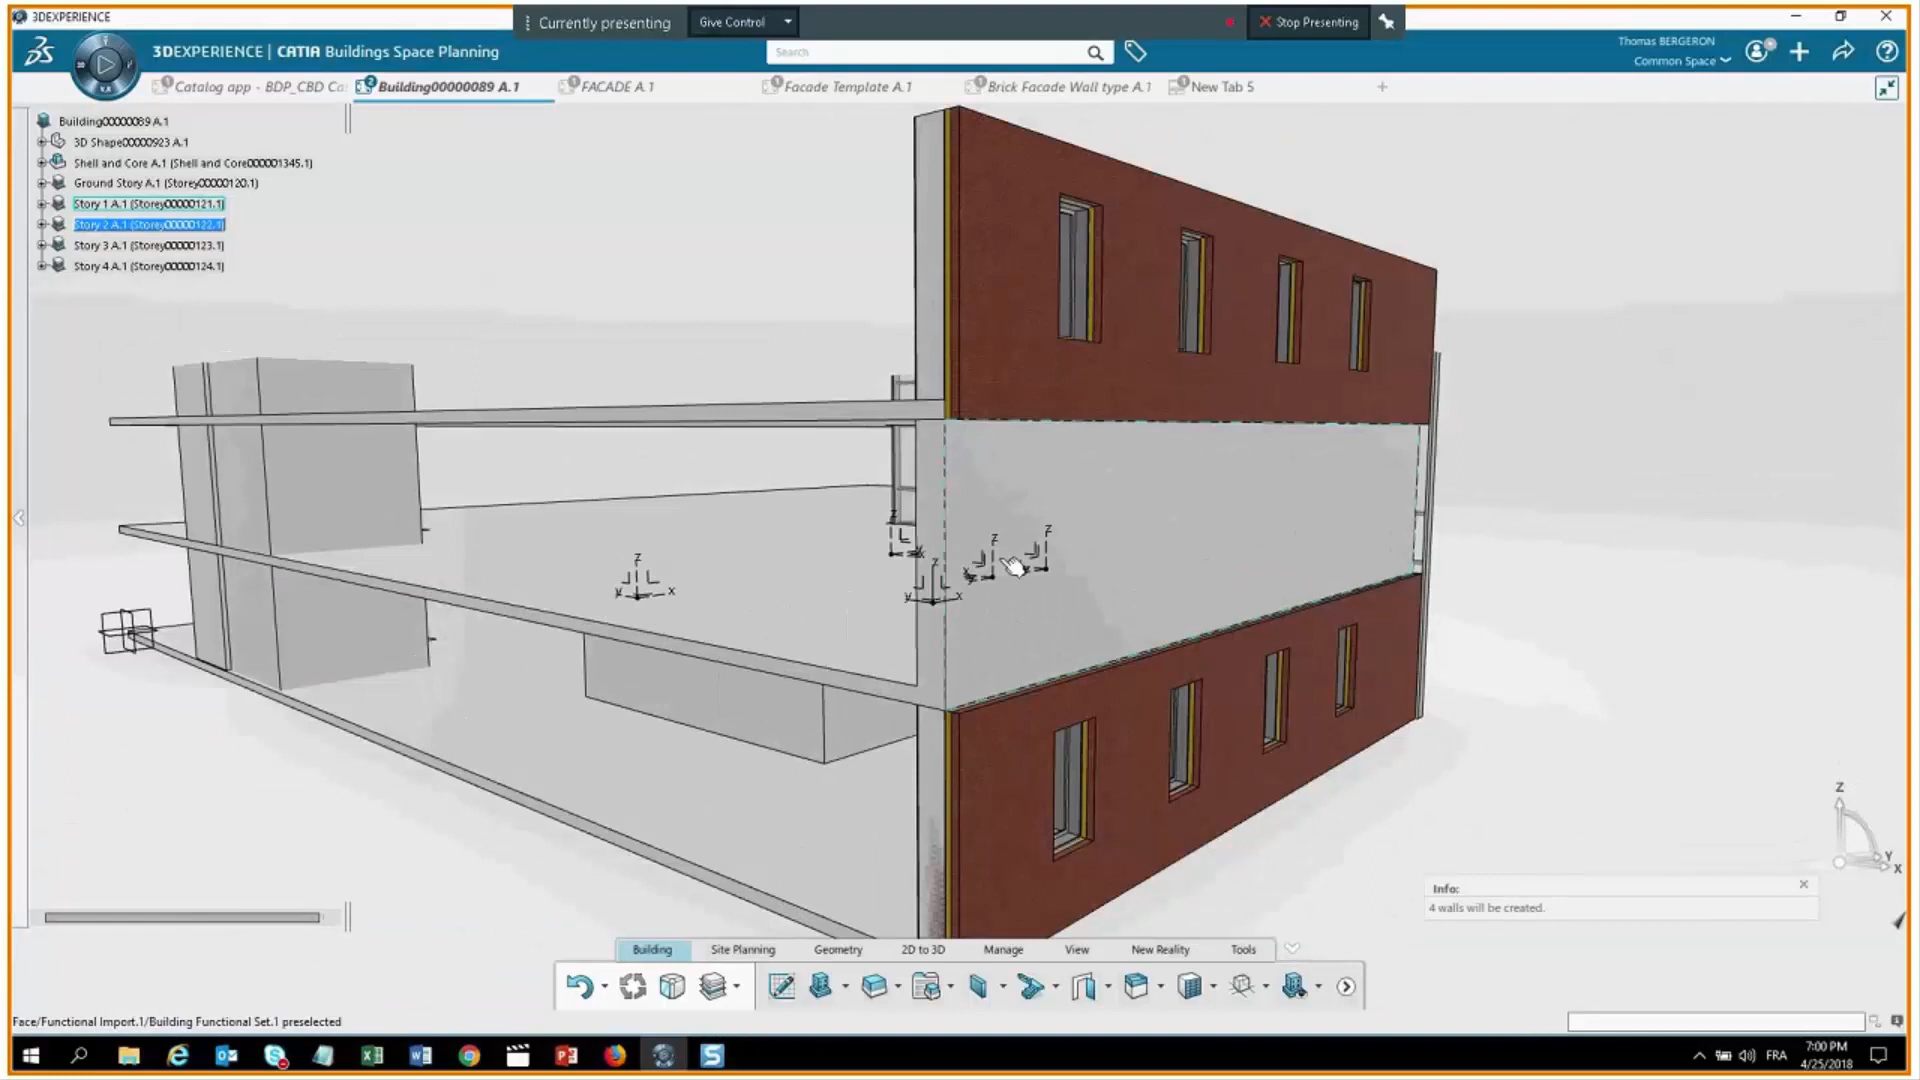 3DEXPERIENCE
Currently presenting
Give Control
Stop Presenting
3DEXPERIENCE | CATIA Buildings Space Planning
Search
Thomas BERGERON
Common Space
Catalog app - BDP_CBD Ca
Building00000089 A.1
FACADE A.1
Facade Template A.1
Brick Facade Wall type A.1
New Tab 5
Building00000089 A.1
3D Shape00000923 A.1
Shell and Core A.1 (Shell and Core00001345.1)
Ground Story A.1 (Storey00000120.1)
Story 1 A.1 (Storey00000121.1)
Story 2 A.1 (Storey00000122.1)
Story 3 A.1 (Storey00000123.1)
Story 4 A.1 (Storey00000124.1)
Info:
4 walls will be created.
Building
Site Planning
Geometry
2D to 3D
Manage
View
New Reality
Tools
Face/Functional Import.1/Building Functional Set.1 preselected
FRA
7:00 PM
4/25/2018